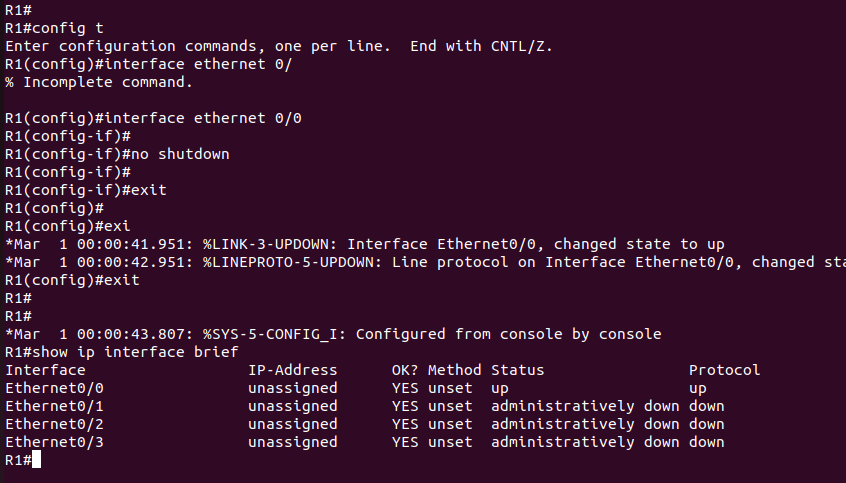 R1#
R1#config t
Enter configuration commands, one per line.  End with CNTL/Z.
R1(config)#interface ethernet 0/
% Incomplete command.

R1(config)#interface ethernet 0/0
R1(config-if)#
R1(config-if)#no shutdown
R1(config-if)#
R1(config-if)#exit
R1(config)#
R1(config)#exi
*Mar  1 00:00:41.951: %LINK-3-UPDOWN: Interface Ethernet0/0, changed state to up
*Mar  1 00:00:42.951: %LINEPROTO-5-UPDOWN: Line protocol on Interface Ethernet0/0, changed sta
R1(config)#exit
R1#
R1#
*Mar  1 00:00:43.807: %SYS-5-CONFIG_I: Configured from console by console
R1#show ip interface brief
Interface                  IP-Address      OK? Method Status                Protocol
Ethernet0/0                unassigned      YES unset  up                    up
Ethernet0/1                unassigned      YES unset  administratively down down
Ethernet0/2                unassigned      YES unset  administratively down down
Ethernet0/3                unassigned      YES unset  administratively down down
R1#